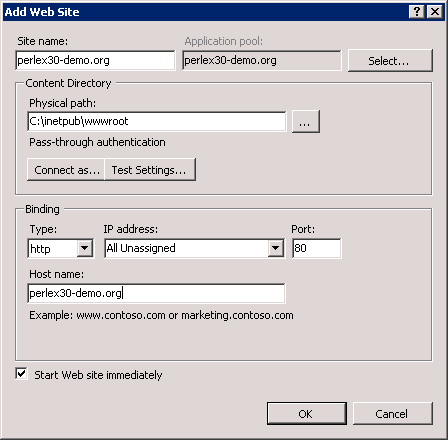 Add Web Site
Site name: Application pool:
perlex30-demo.org perlex30-demo.org Select...
Content Directory
Physical path:
C:\inetpub\wwwroot ...
Pass-through authentication
Connect as... Test Settings...
Binding
Type: IP address: Port:
http All Unassigned 80
Host name:
perlex30-demo.org
Example: www.contoso.com or marketing.contoso.com
Start Web site immediately
OK Cancel